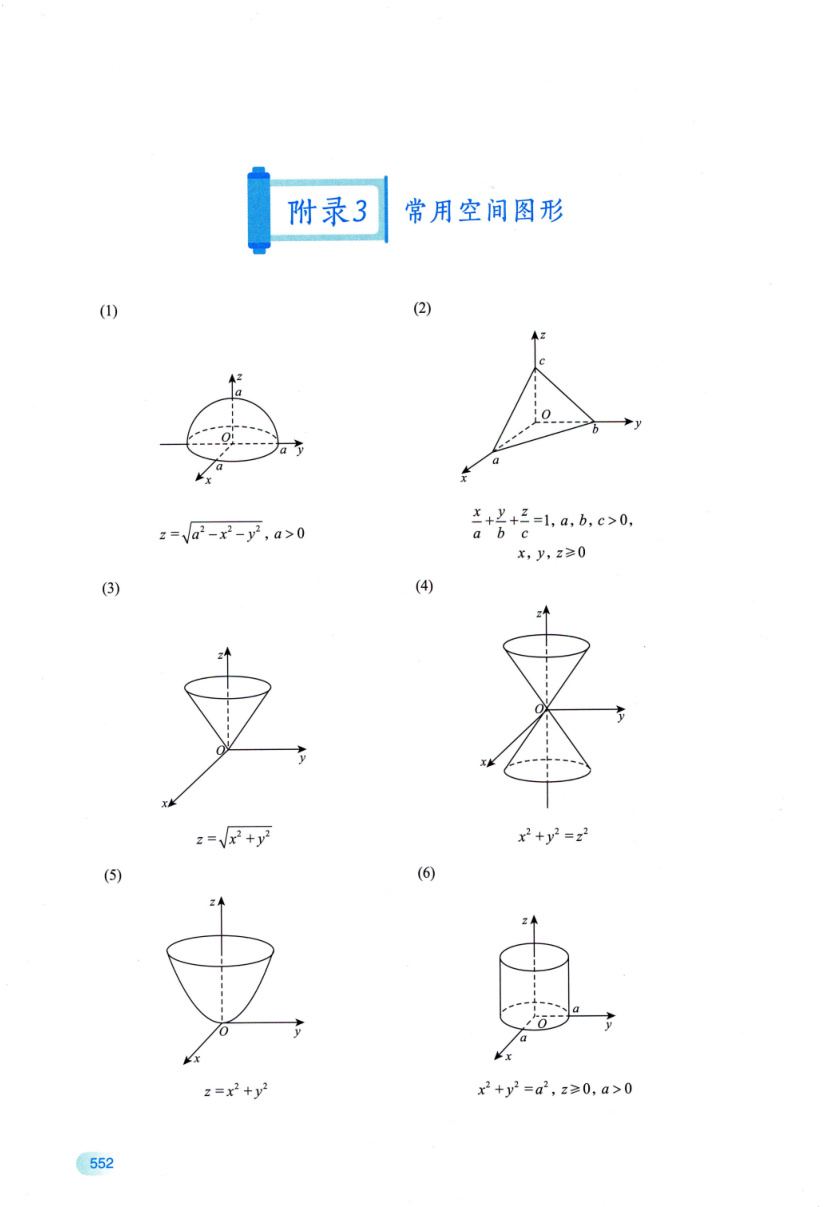 附录3 常用空间图形
(1)
z
a
O
a y
a
x
z=√(a²-x²-y²), a>0
(2)
z
c
O
b
y
a
x
x/a+y/b+z/c=1, a, b, c>0,
x, y, z≥0
(3)
z
O
y
x
z=√(x²+y²)
(4)
z
O
y
x
x²+y²=z²
(5)
z
O
y
x
z=x²+y²
(6)
z
a
O
y
a
x
x²+y²=a², z≥0, a>0
552